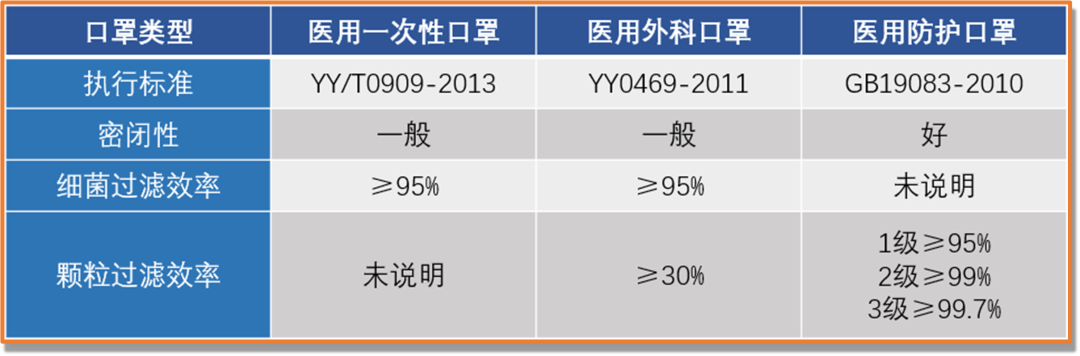 口罩类型 医用一次性口罩 医用外科口罩 医用防护口罩
执行标准 YY/T0909-2013 YY0469-2011 GB19083-2010
密闭性 一般 一般 好
细菌过滤效率 ≥95% ≥95% 未说明
颗粒过滤效率 未说明 ≥30% 1级≥95%
2级≥99%
3级≥99.7%